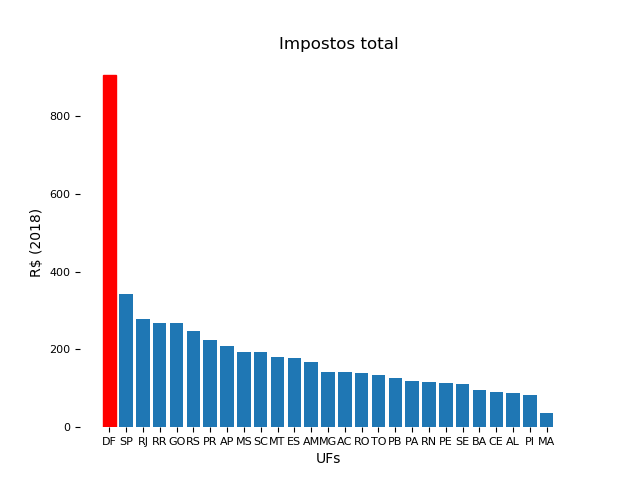 Impostos total
R$ (2018)
800
600
400
200
0
DF SP RJ RR GO RS PR AP MS SC MT ES AM MG AC RO TO PB PA RN PE SE BA CE AL PI MA
UFs